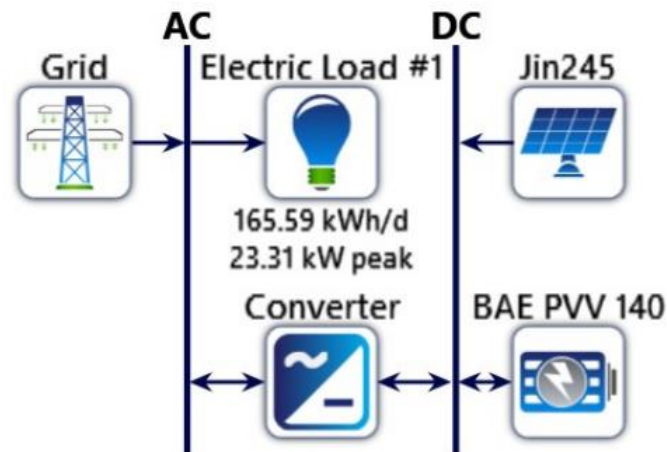 AC
DC
Grid
Electric Load #1
Jin245
165.59 kWh/d
23.31 kW peak
Converter
BAE PVV 140